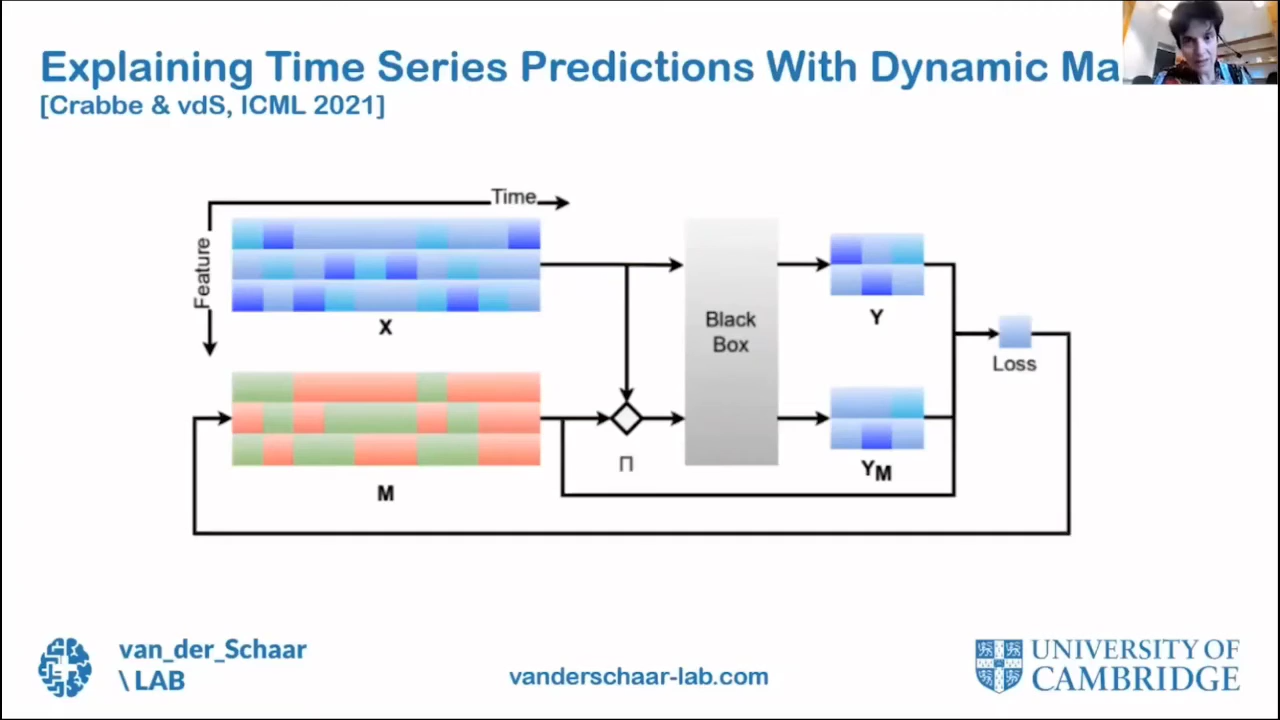 Explaining Time Series Predictions With Dynamic Ma
[Crabbe & vdS, ICML 2021]
Time
Feature
X
Black
Box
Y
Loss
M
Π
Y_M
van_der_Schaar
\ LAB
vanderschaar-lab.com
UNIVERSITY OF
CAMBRIDGE